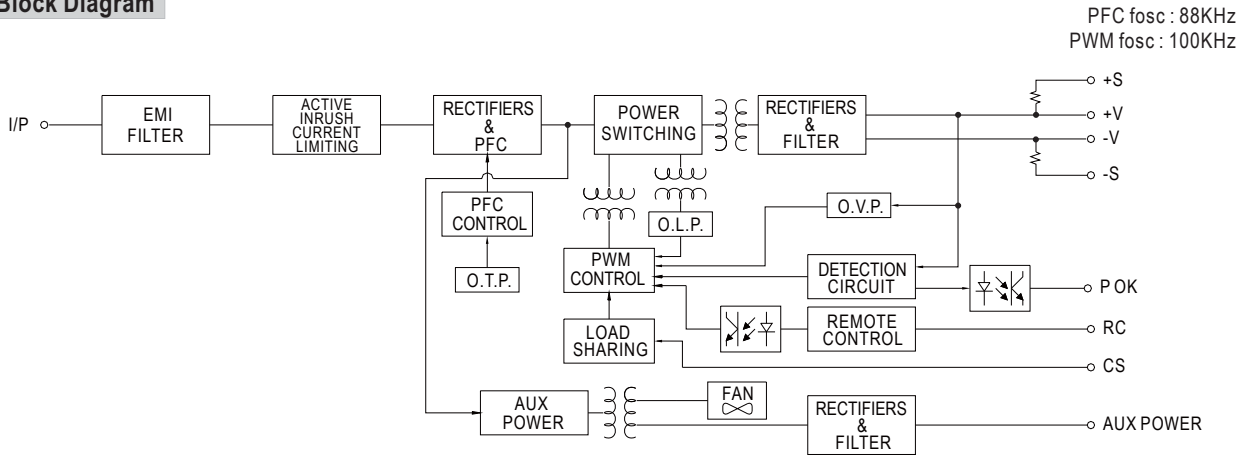 Block Diagram
PFC fosc : 88KHz
PWM fosc : 100KHz
I/P
EMI
FILTER
ACTIVE
INRUSH
CURRENT
LIMITING
RECTIFIERS
&
PFC
POWER
SWITCHING
RECTIFIERS
&
FILTER
+S
+V
-V
-S
PFC
CONTROL
O.T.P.
O.L.P.
O.V.P.
PWM
CONTROL
DETECTION
CIRCUIT
P OK
LOAD
SHARING
REMOTE
CONTROL
RC
CS
AUX
POWER
FAN
RECTIFIERS
&
FILTER
AUX POWER